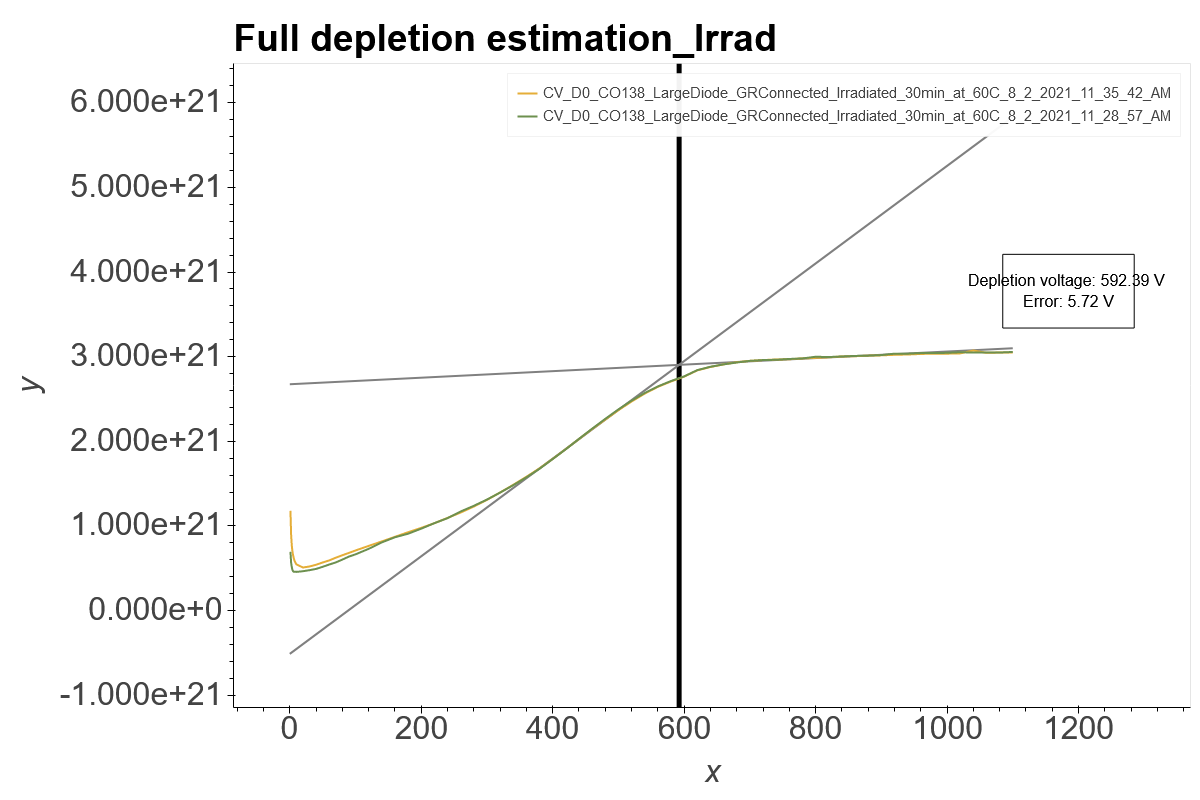 Full depletion estimation_Irrad
CV_D0_CO138_LargeDiode_GRConnected_Irradiated_30min_at_60C_8_2_2021_11_35_42_AM
CV_D0_CO138_LargeDiode_GRConnected_Irradiated_30min_at_60C_8_2_2021_11_28_57_AM
6.000e+21
5.000e+21
4.000e+21
3.000e+21
2.000e+21
1.000e+21
0.000e+0
-1.000e+21
y
Depletion voltage: 592.39 V
Error: 5.72 V
0 200 400 600 800 1000 1200
x